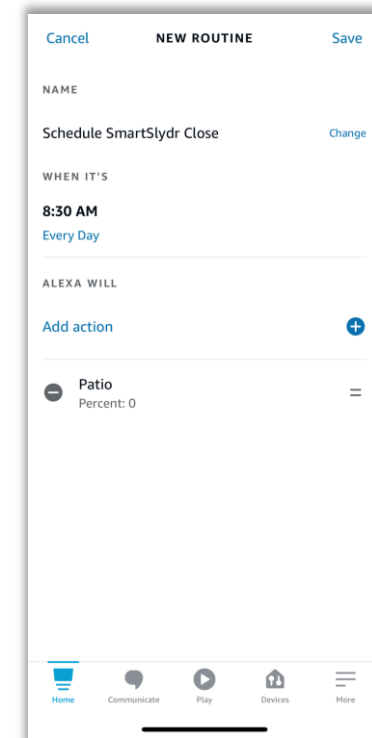 Cancel NEW ROUTINE Save
NAME
Schedule SmartSlydr Close Change
WHEN IT'S
8:30 AM
Every Day
ALEXA WILL
Add action
Patio
Percent: 0
Home Communicate Play Devices More